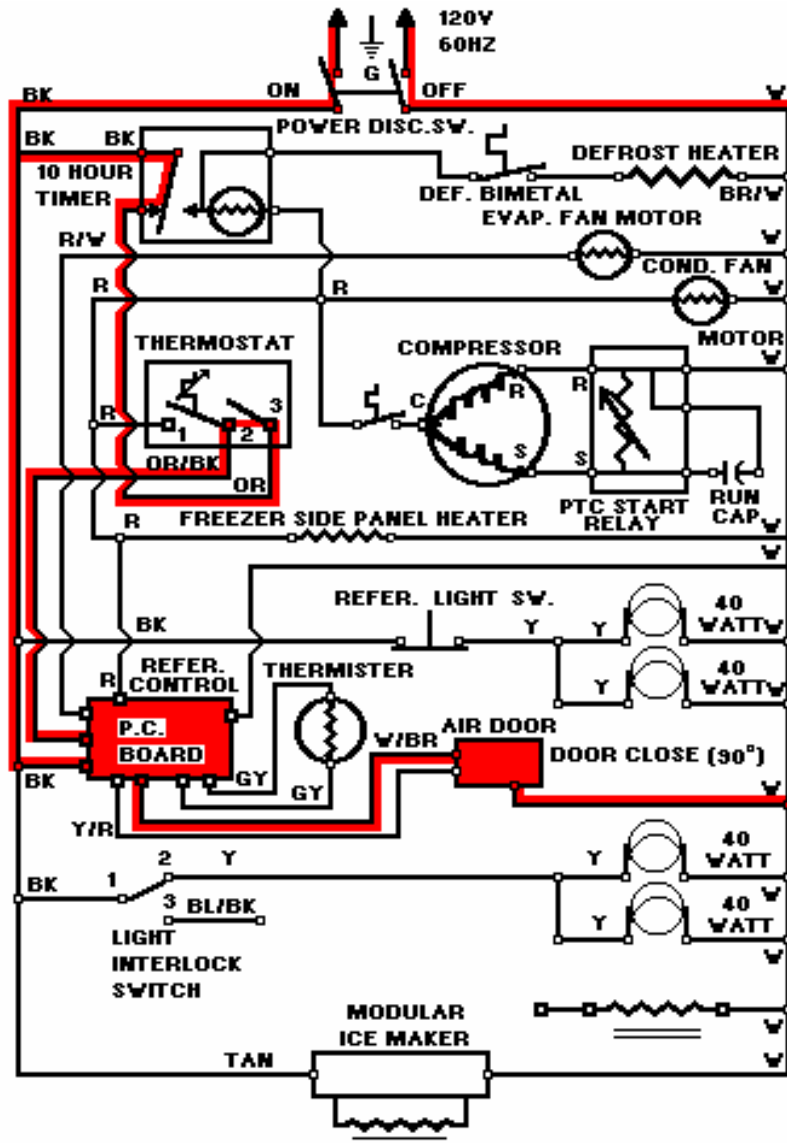 120V
60HZ
G
BK
ON
OFF
W
POWER DISC.SW.
BK
BK
10 HOUR
TIMER
DEFROST HEATER
DEF. BIMETAL
BR/W
EVAP. FAN MOTOR
R/W
W
COND. FAN
R
R
W
MOTOR
THERMOSTAT
COMPRESSOR
W
R
R
C
3
R
1
2
S
S
OR/BK
OR
RUN
CAP
PTC START
RELAY
R
FREEZER SIDE PANEL HEATER
W
W
REFER. LIGHT SW.
40
WATT
W
BK
Y
Y
REFER.
CONTROL
THERMISTER
40
WATT
W
R
Y
P.C.
BOARD
W/BR
AIR DOOR
DOOR CLOSE (90°)
BK
GY
GY
W
Y/R
40
WATT
2
Y
Y
BK
1
W
3
BL/BK
40
WATT
Y
LIGHT
INTERLOCK
SWITCH
W
MODULAR
ICE MAKER
W
TAN
W